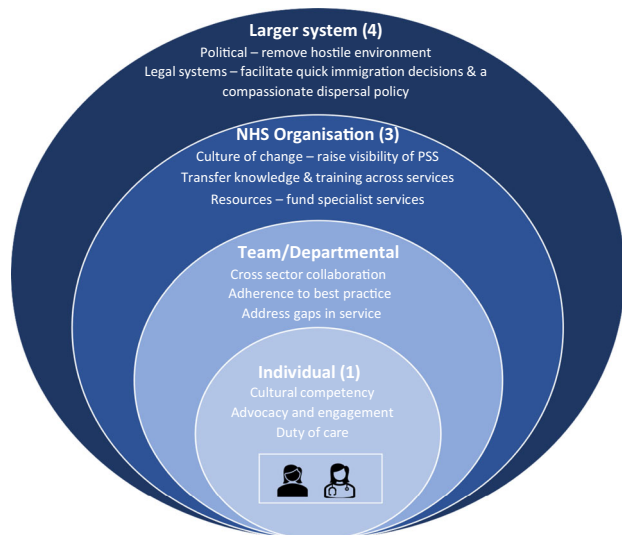 Larger system (4)
Political – remove hostile environment
Legal systems – facilitate quick immigration decisions & a
compassionate dispersal policy
NHS Organisation (3)
Culture of change – raise visibility of PSS
Transfer knowledge & training across services
Resources – fund specialist services
Team/Departmental
Cross sector collaboration
Adherence to best practice
Address gaps in service
Individual (1)
Cultural competency
Advocacy and engagement
Duty of care